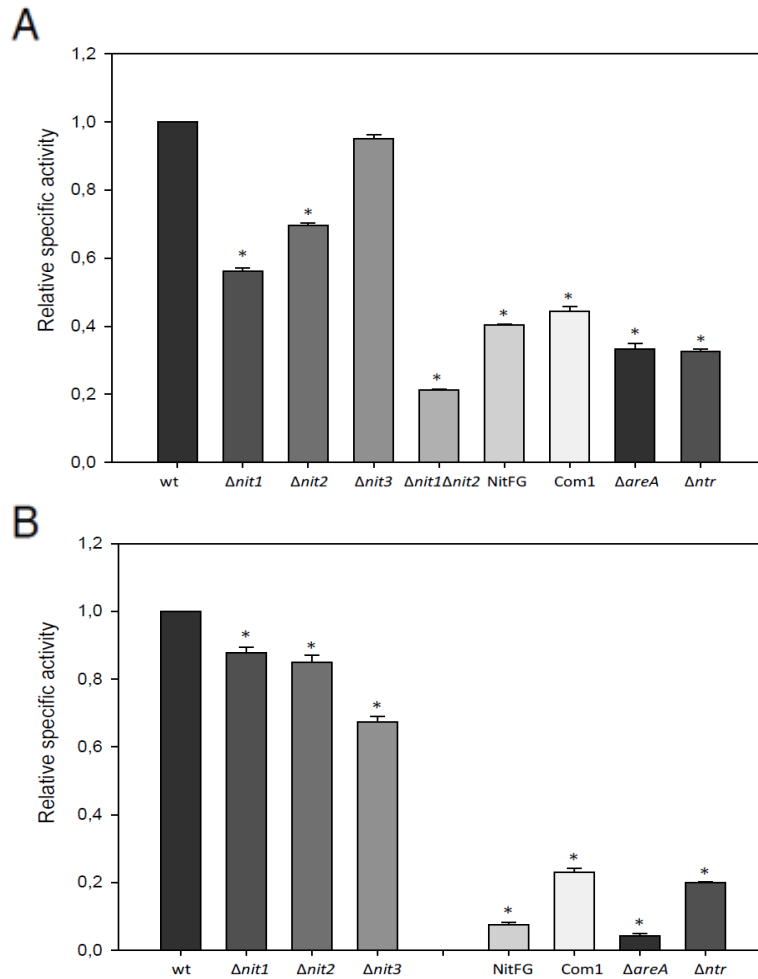 A
1,2
1,0
0,8
0,6
0,4
0,2
0,0
Relative specific activity
* * * * * * *
wt Δnit1 Δnit2 Δnit3 Δnit1Δnit2 NitFG Com1 ΔareA Δntr
B
1,2
1,0
0,8
0,6
0,4
0,2
0,0
Relative specific activity
* * * * * * *
wt Δnit1 Δnit2 Δnit3 NitFG Com1 ΔareA Δntr